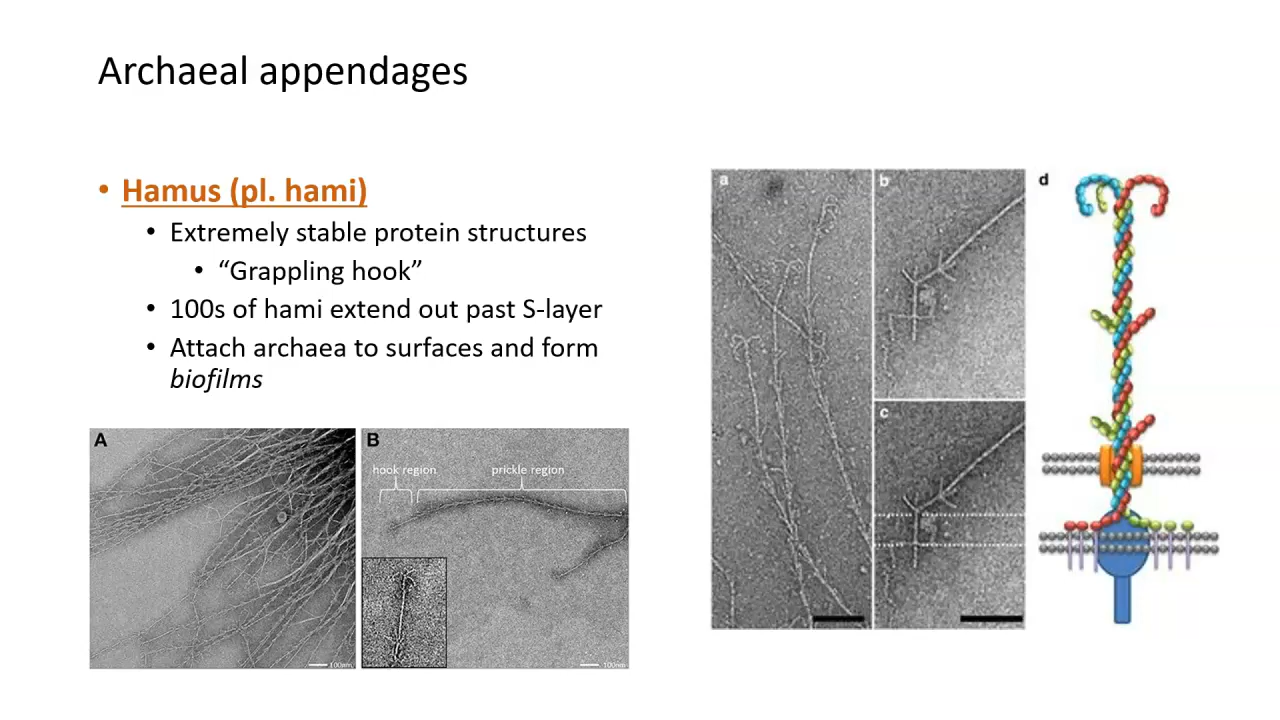 Archaeal appendages
• Hamus (pl. hami)
• Extremely stable protein structures
• “Grappling hook”
• 100s of hami extend out past S-layer
• Attach archaea to surfaces and form
biofilms
A
B
hook region
prickle region
100nm
100nm
a
b
c
d